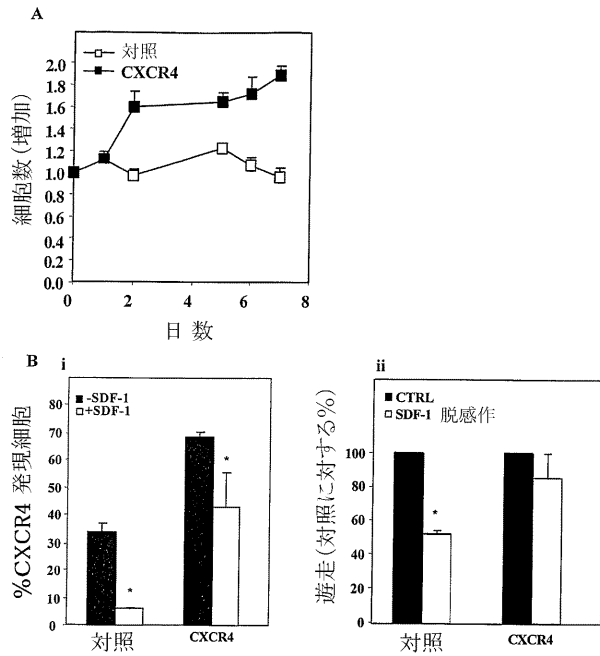 A
対照
CXCR4
細胞数(増加)
2.0
1.8
1.6
1.4
1.2
1.0
0.8
0.6
0.4
0.2
0.0
0 2 4 6 8
日 数
B i
-SDF-1
+SDF-1
%CXCR4 発現細胞
80
70
60
50
40
30
20
10
0
*
*
対照 CXCR4
ii
CTRL
SDF-1 脱感作
遊走(対照に対する%)
100
80
60
40
20
0
*
対照 CXCR4